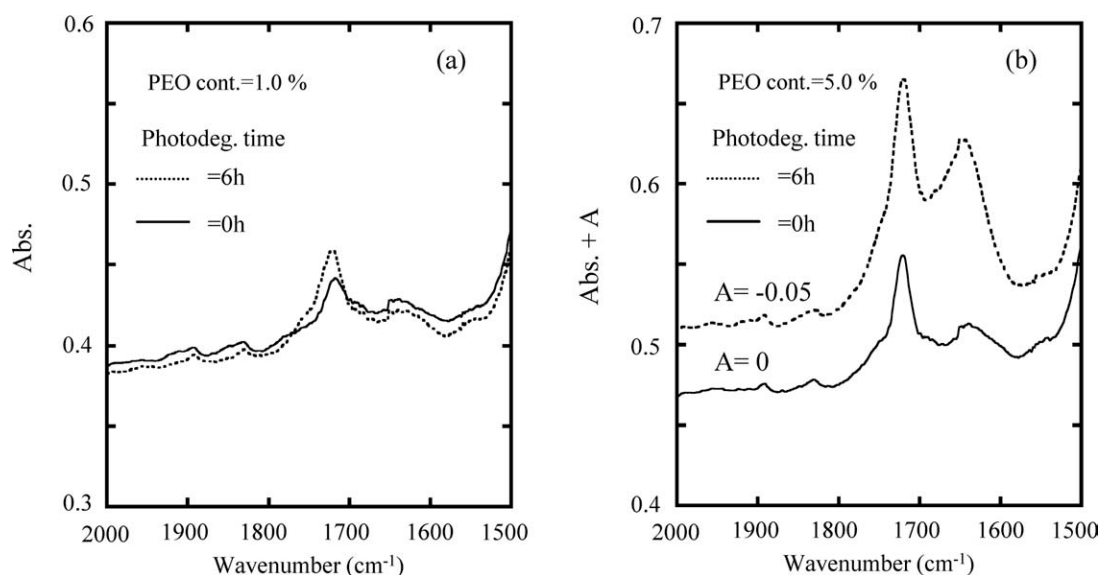 0.6
(a)
PEO cont.=1.0 %
Photodeg. time
=6h
=0h
0.5
Abs.
0.4
0.3
2000 1900 1800 1700 1600 1500
Wavenumber (cm⁻¹)
0.7
(b)
PEO cont.=5.0 %
Photodeg. time
=6h
=0h
0.6
Abs. + A
A= -0.05
0.5
A= 0
0.4
2000 1900 1800 1700 1600 1500
Wavenumber (cm⁻¹)